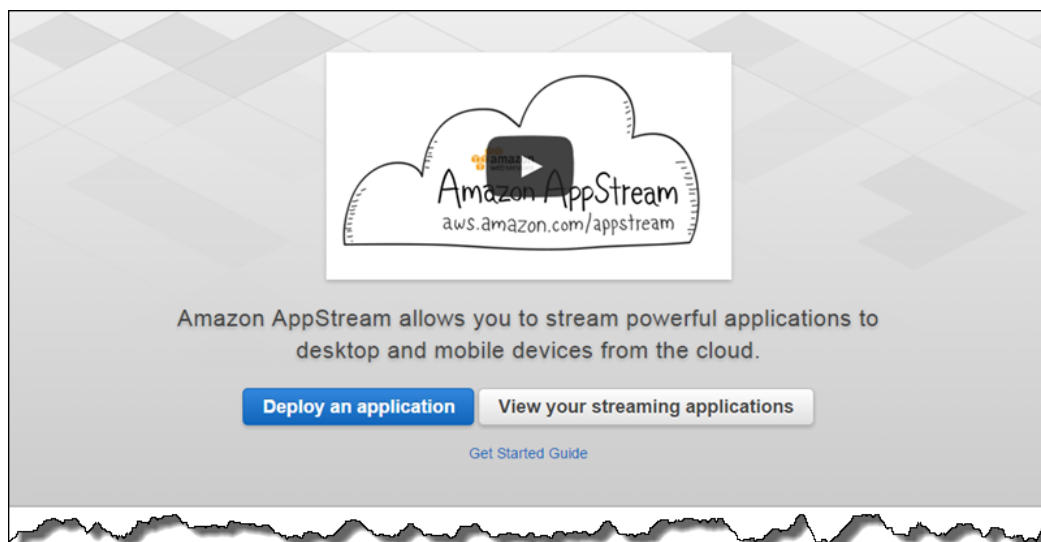 amazon
Amazon AppStream
aws.amazon.com/appstream
Amazon AppStream allows you to stream powerful applications to
desktop and mobile devices from the cloud.
Deploy an application
View your streaming applications
Get Started Guide